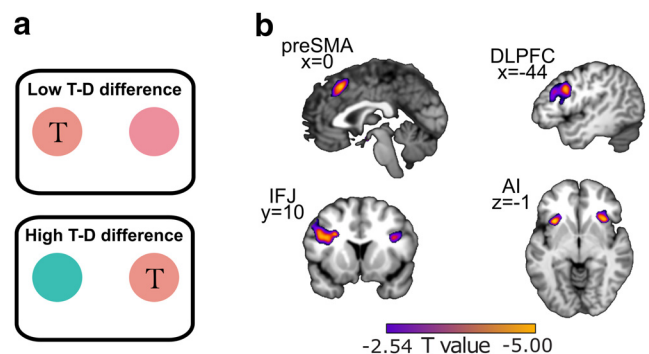 a
Low T-D difference
T
High T-D difference
T
b
preSMA
x=0
DLPFC
x=-44
IFJ
y=10
AI
z=-1
-2.54 T value -5.00